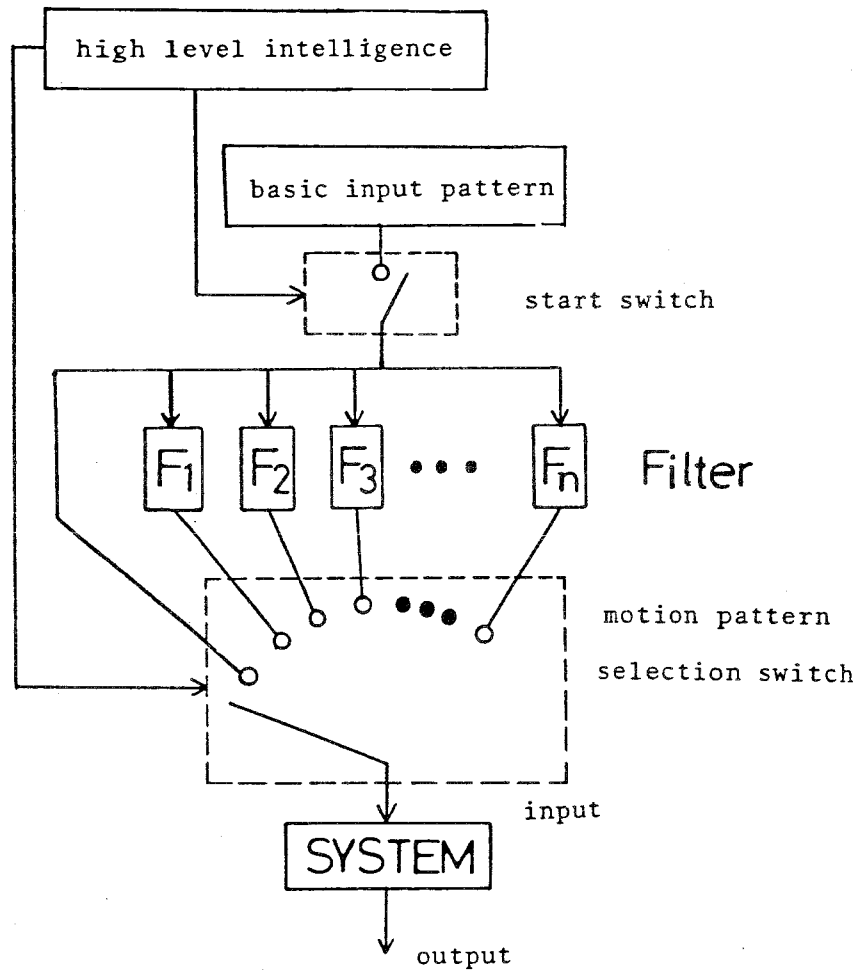 high level intelligence
basic input pattern
start switch
F1 F2 F3 ••• Fn Filter
motion pattern
selection switch
input
SYSTEM
output